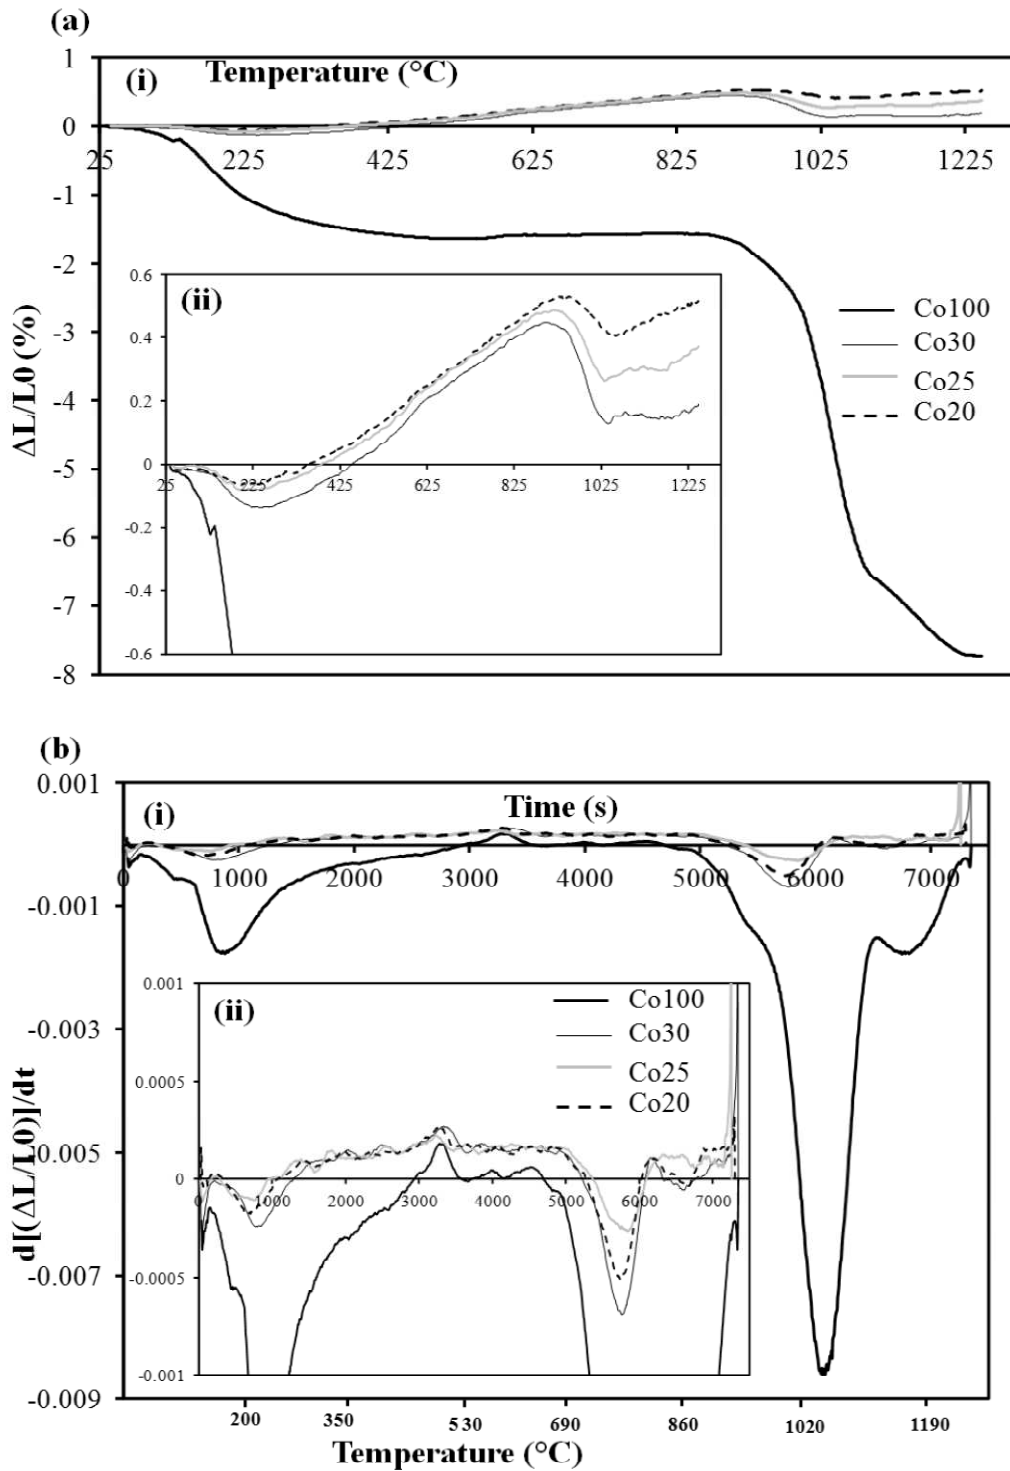 (a)
1
(i) Temperature (°C)
0
25 225 425 625 825 1025 1225
-1
-2
-3
-4
-5
-6
-7
-8
ΔL/L0 (%)
0.6
(ii)
0.4
0.2
0
25 225 425 625 825 1025 1225
-0.2
-0.4
-0.6
Co100
Co30
Co25
Co20
(b)
0.001
(i) Time (s)
0 1000 2000 3000 4000 5000 6000 7000
-0.001
-0.003
0.005
-0.007
-0.009
d[(ΔL/L0)]/dt
0.001
(ii)
0.0005
0
0 1000 2000 3000 4000 5000 6000 7000
-0.0005
-0.001
Co100
Co30
Co25
Co20
200 350 530 690 860 1020 1190
Temperature (°C)